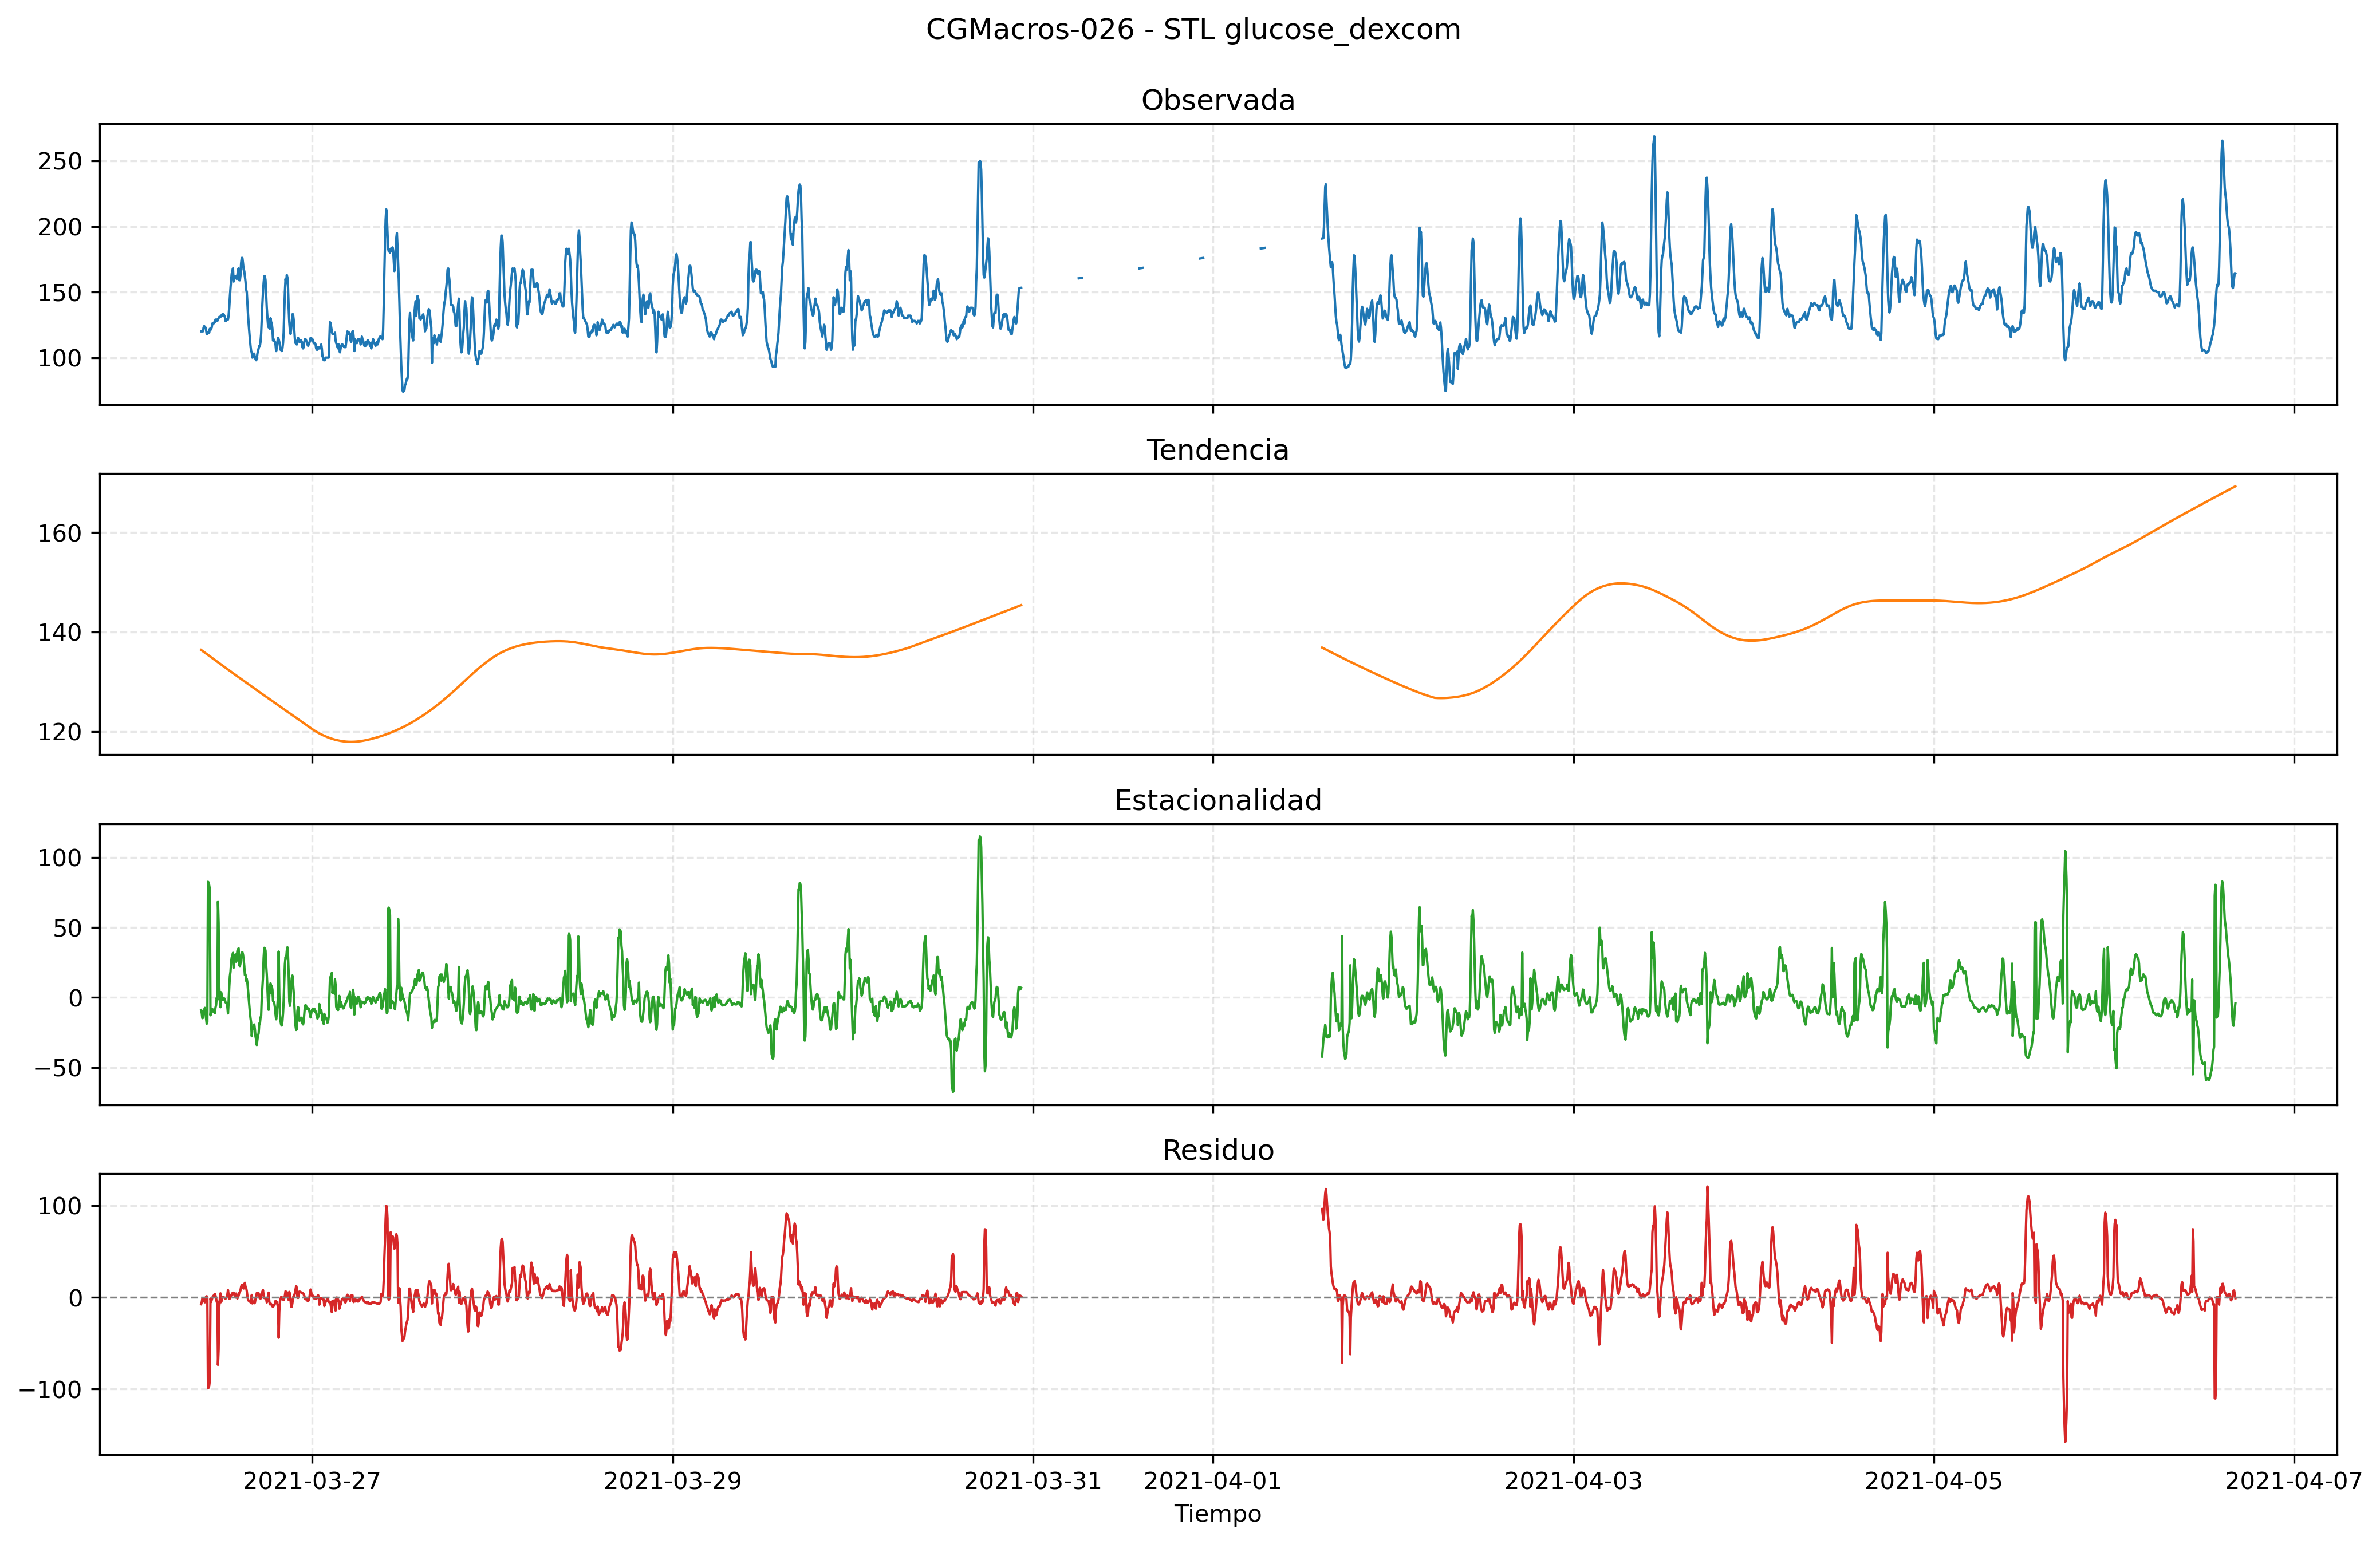 CGMacros-026 - STL glucose_dexcom
Observada
250
200
150
100
Tendencia
160
140
120
Estacionalidad
100
50
0
−50
Residuo
100
0
−100
2021-03-27 2021-03-29 2021-03-31 2021-04-01 2021-04-03 2021-04-05 2021-04-07
Tiempo